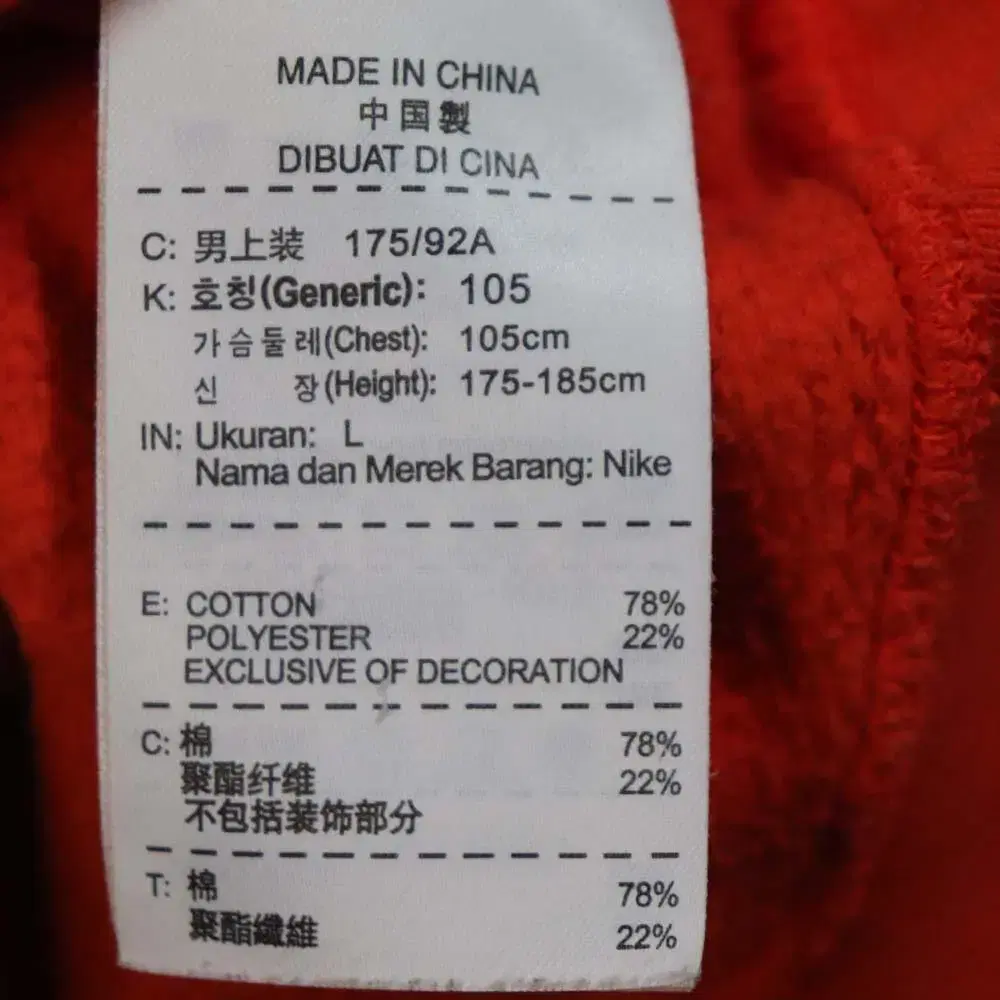 MADE IN CHINA
中国製
DIBUAT DI CINA
C: 男上装 175/92A
K: 호칭(Generic): 105
가슴둘레(Chest): 105cm
신 장(Height): 175-185cm
IN: Ukuran: L
Nama dan Merek Barang: Nike
E: COTTON 78%
POLYESTER 22%
EXCLUSIVE OF DECORATION
C: 棉 78%
聚酯纤维 22%
不包括装饰部分
T: 棉 78%
聚酯纖維 22%